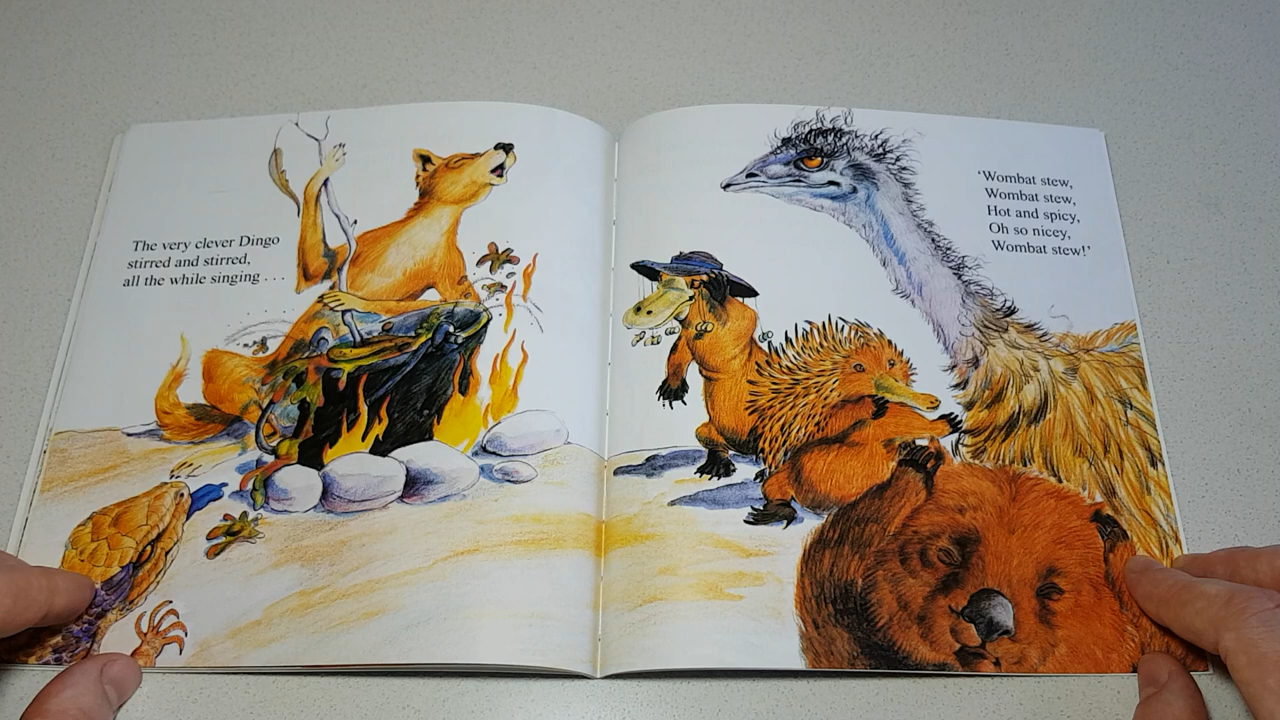 The very clever Dingo
stirred and stirred,
all the while singing . . .
‘Wombat stew,
Wombat stew,
Hot and spicy,
Oh so nicey,
Wombat stew!’